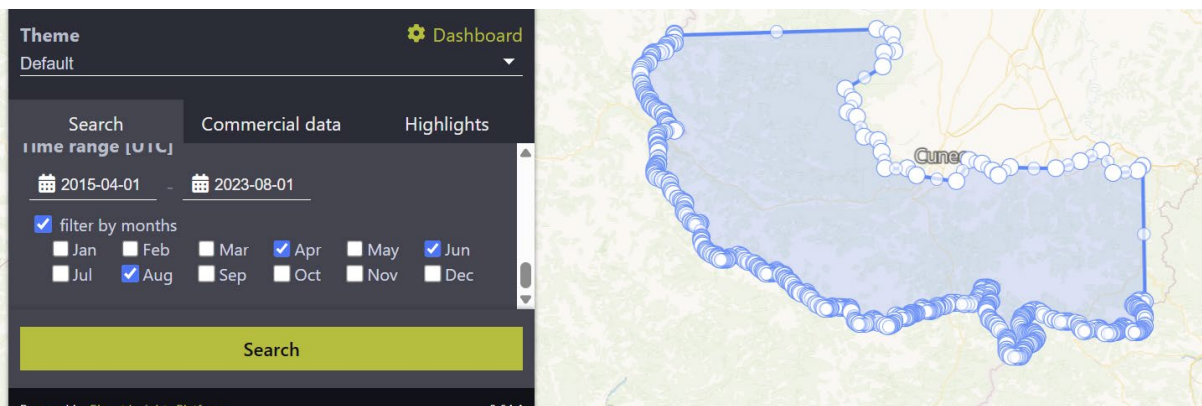 Theme
Dashboard
Default
Search
Commercial data
Highlights
Time range [UTC]
2015-04-01 - 2023-08-01
filter by months
Jan Feb Mar Apr May Jun
Jul Aug Sep Oct Nov Dec
Search